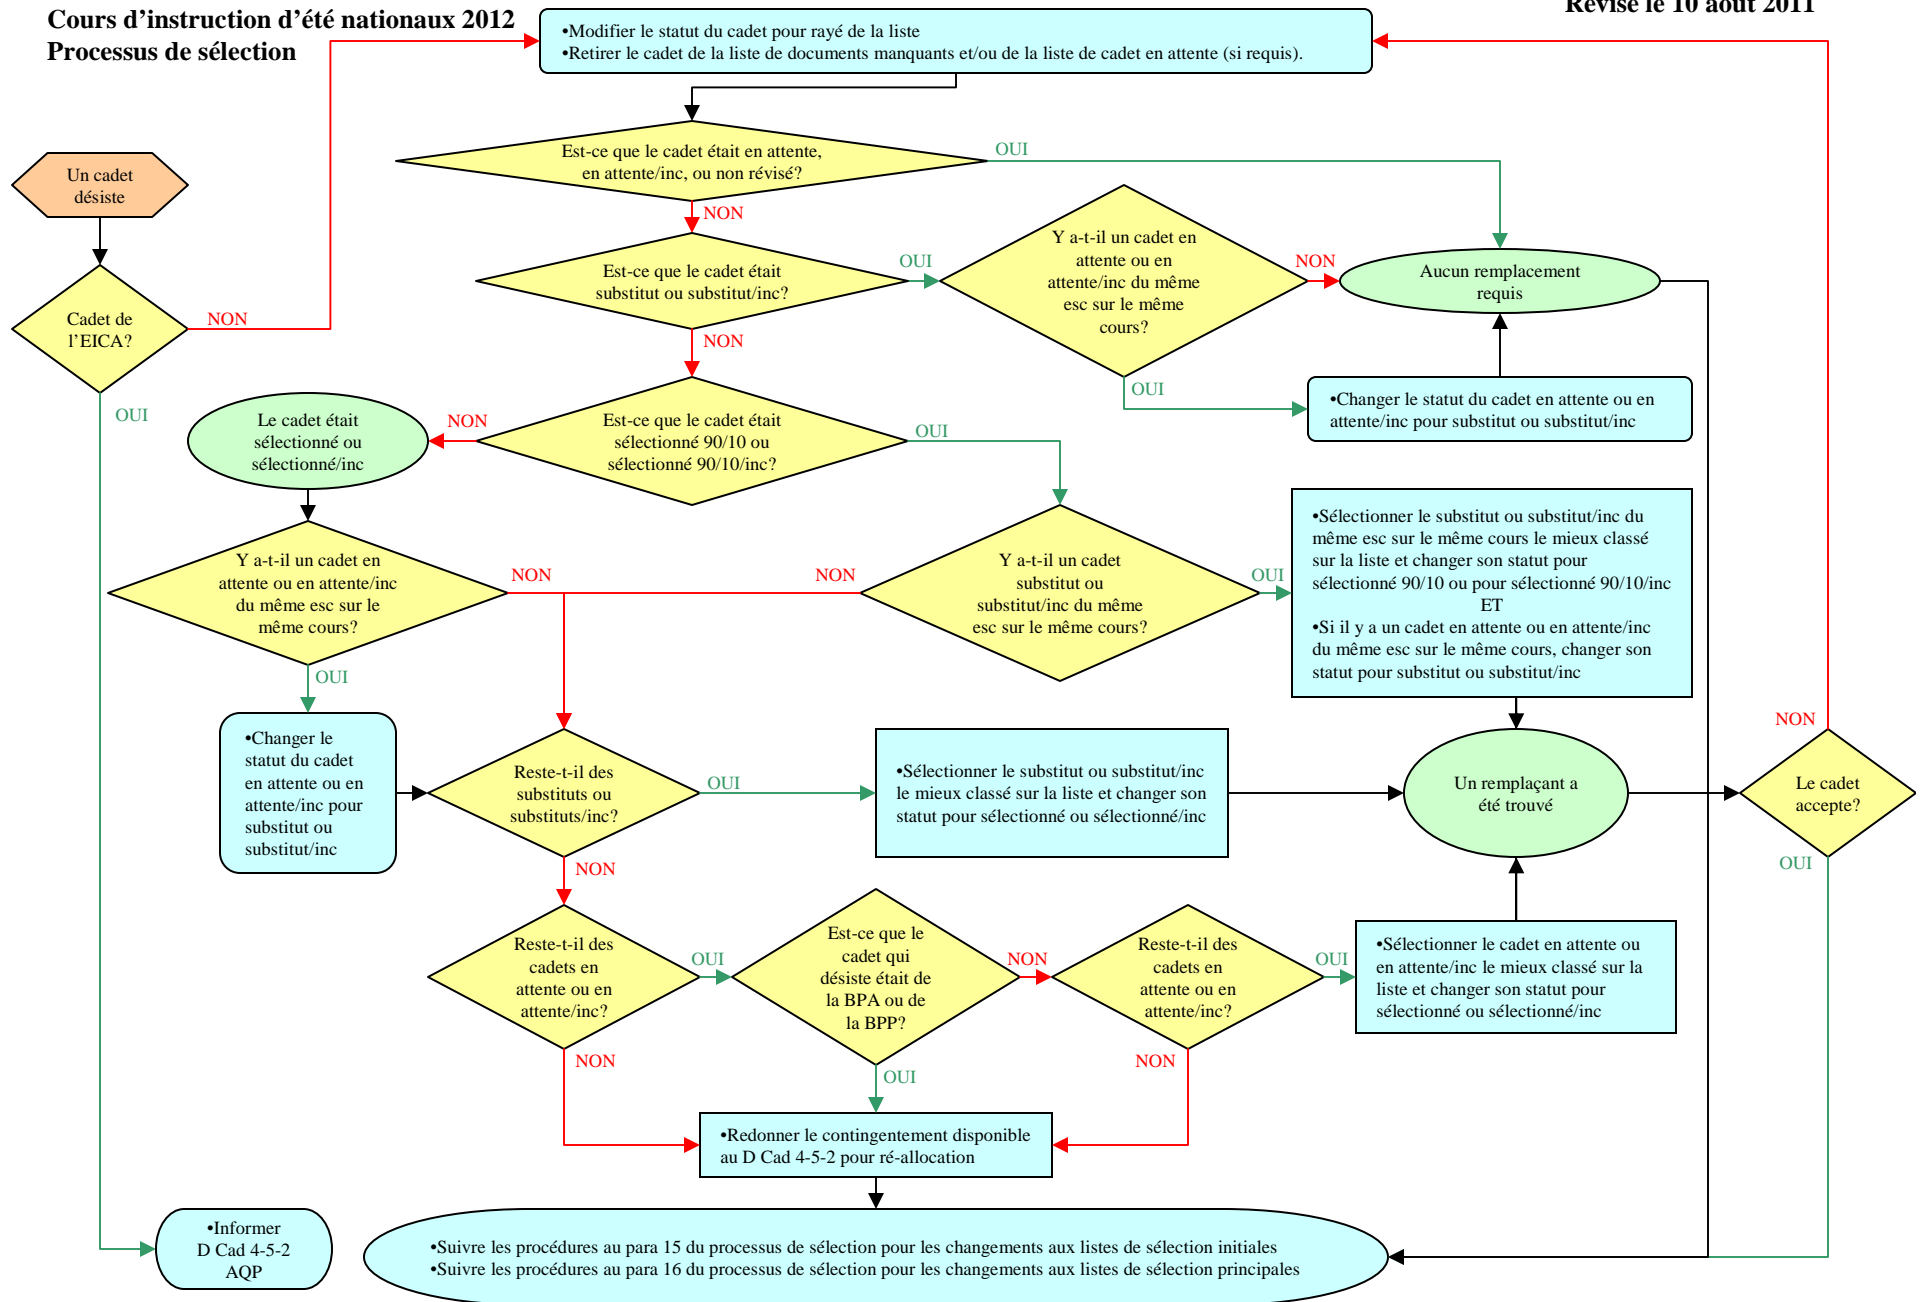 Cours d'instruction d'été nationaux 2012
Processus de sélection
Révisé le 10 août 2011
•Modifier le statut du cadet pour rayé de la liste
•Retirer le cadet de la liste de documents manquants et/ou de la liste de cadet en attente (si requis).
Un cadet
désiste
Est-ce que le cadet était en attente,
en attente/inc, ou non révisé?
OUI
NON
Cadet de
l'EICA?
NON
OUI
Est-ce que le cadet était
substitut ou substitut/inc?
OUI
NON
Y a-t-il un cadet en
attente ou en
attente/inc du même
esc sur le même
cours?
NON
OUI
Aucun remplacement
requis
•Changer le statut du cadet en attente ou en
attente/inc pour substitut ou substitut/inc
Est-ce que le cadet était
sélectionné 90/10 ou
sélectionné 90/10/inc?
NON
OUI
Le cadet était
sélectionné ou
sélectionné/inc
Y a-t-il un cadet en
attente ou en attente/inc
du même esc sur le
même cours?
NON
OUI
Y a-t-il un cadet
substitut ou
substitut/inc du même
esc sur le même cours?
NON
OUI
•Sélectionner le substitut ou substitut/inc du
même esc sur le même cours le mieux classé
sur la liste et changer son statut pour
sélectionné 90/10 ou pour sélectionné 90/10/inc
ET
•Si il y a un cadet en attente ou en attente/inc
du même esc sur le même cours, changer son
statut pour substitut ou substitut/inc
•Changer le
statut du cadet
en attente ou en
attente/inc pour
substitut ou
substitut/inc
Reste-t-il des
substituts ou
substituts/inc?
OUI
NON
•Sélectionner le substitut ou substitut/inc
le mieux classé sur la liste et changer son
statut pour sélectionné ou sélectionné/inc
Un remplaçant a
été trouvé
NON
Le cadet
accepte?
OUI
Reste-t-il des
cadets en
attente ou en
attente/inc?
OUI
NON
Est-ce que le
cadet qui
désiste était de
la BPA ou de
la BPP?
NON
OUI
Reste-t-il des
cadets en
attente ou en
attente/inc?
OUI
NON
•Sélectionner le cadet en attente ou
en attente/inc le mieux classé sur la
liste et changer son statut pour
sélectionné ou sélectionné/inc
•Redonner le contingentement disponible
au D Cad 4-5-2 pour ré-allocation
•Informer
D Cad 4-5-2
AQP
•Suivre les procédures au para 15 du processus de sélection pour les changements aux listes de sélection initiales
•Suivre les procédures au para 16 du processus de sélection pour les changements aux listes de sélection principales